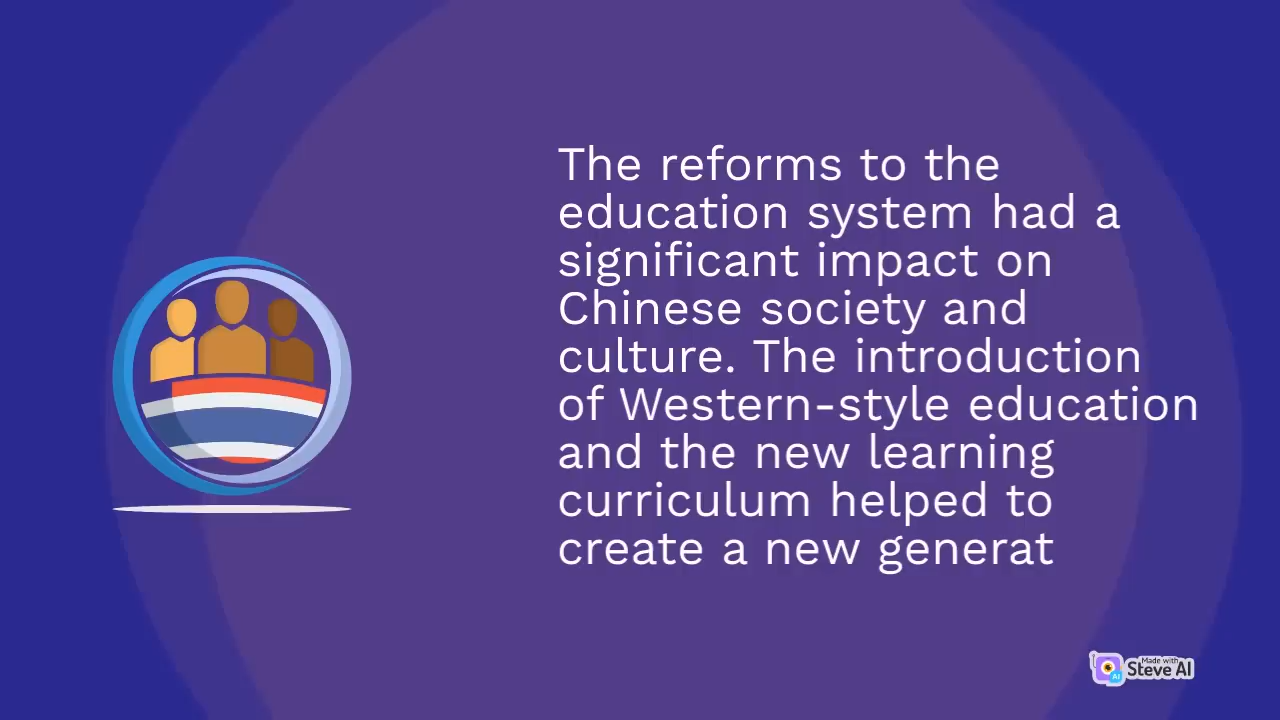 The reforms to the
education system had a
significant impact on
Chinese society and
culture. The introduction
of Western-style education
and the new learning
curriculum helped to
create a new generat
Made with
Steve AI
AI